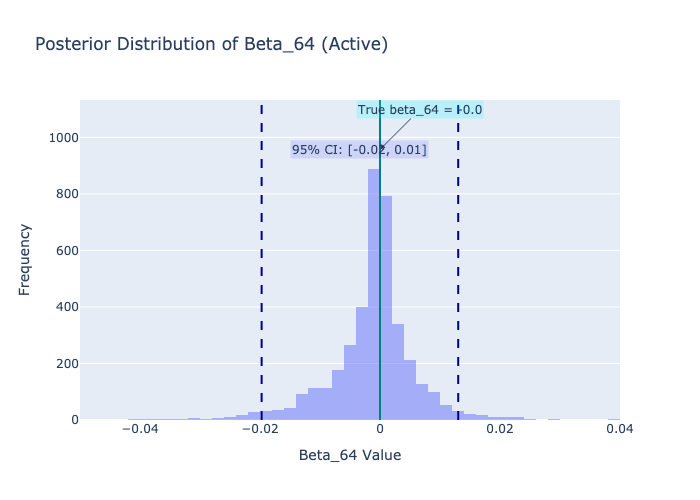 Posterior Distribution of Beta_64 (Active)
True beta_64 = -0.0
95% CI: [-0.02, 0.01]
1000
800
600
400
200
0
Frequency
−0.04
−0.02
0
0.02
0.04
Beta_64 Value